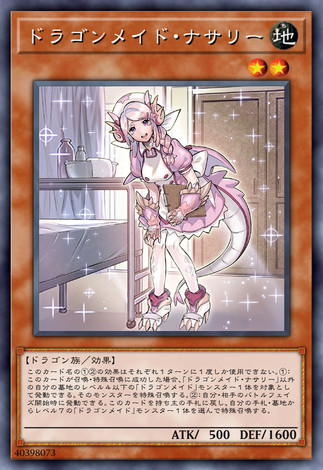 ドラゴンメイド・ナサリー
地
【ドラゴン族／効果】
このカード名の①②の効果はそれぞれ１ターンに１度しか使用できない。①：
このカードが召喚・特殊召喚に成功した場合、「ドラゴンメイド・ナサリー」以外
の自分の墓地のレベル４以下の「ドラゴンメイド」モンスター１体を対象とし
て発動できる。そのモンスターを特殊召喚する。②：自分・相手のバトルフェイ
ズ開始時に発動できる。このカードを持ち主の手札に戻し、自分の手札・墓地か
らレベル７の「ドラゴンメイド」モンスター１体を選んで特殊召喚する。
ATK/ 500 DEF/1600
40398073